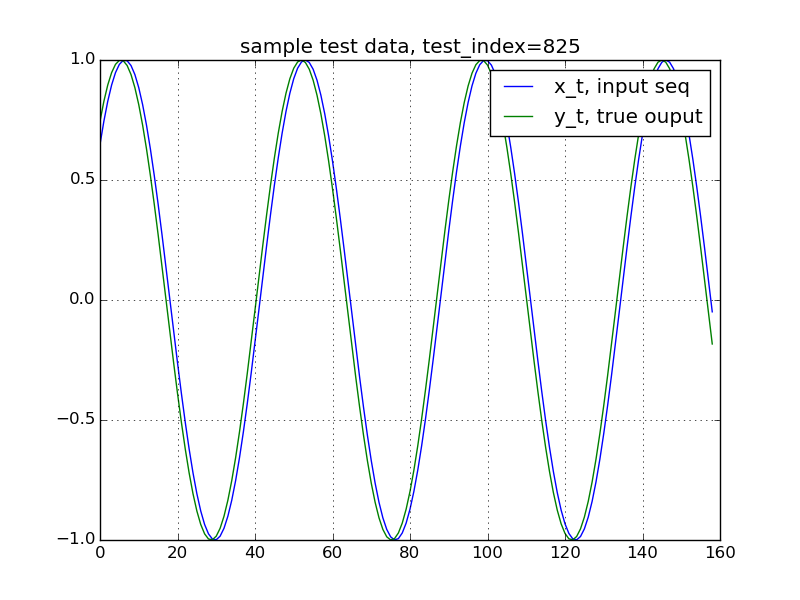 sample test data, test_index=825
x_t, input seq
y_t, true ouput
1.0
0.5
0.0
−0.5
−1.0
0 20 40 60 80 100 120 140 160